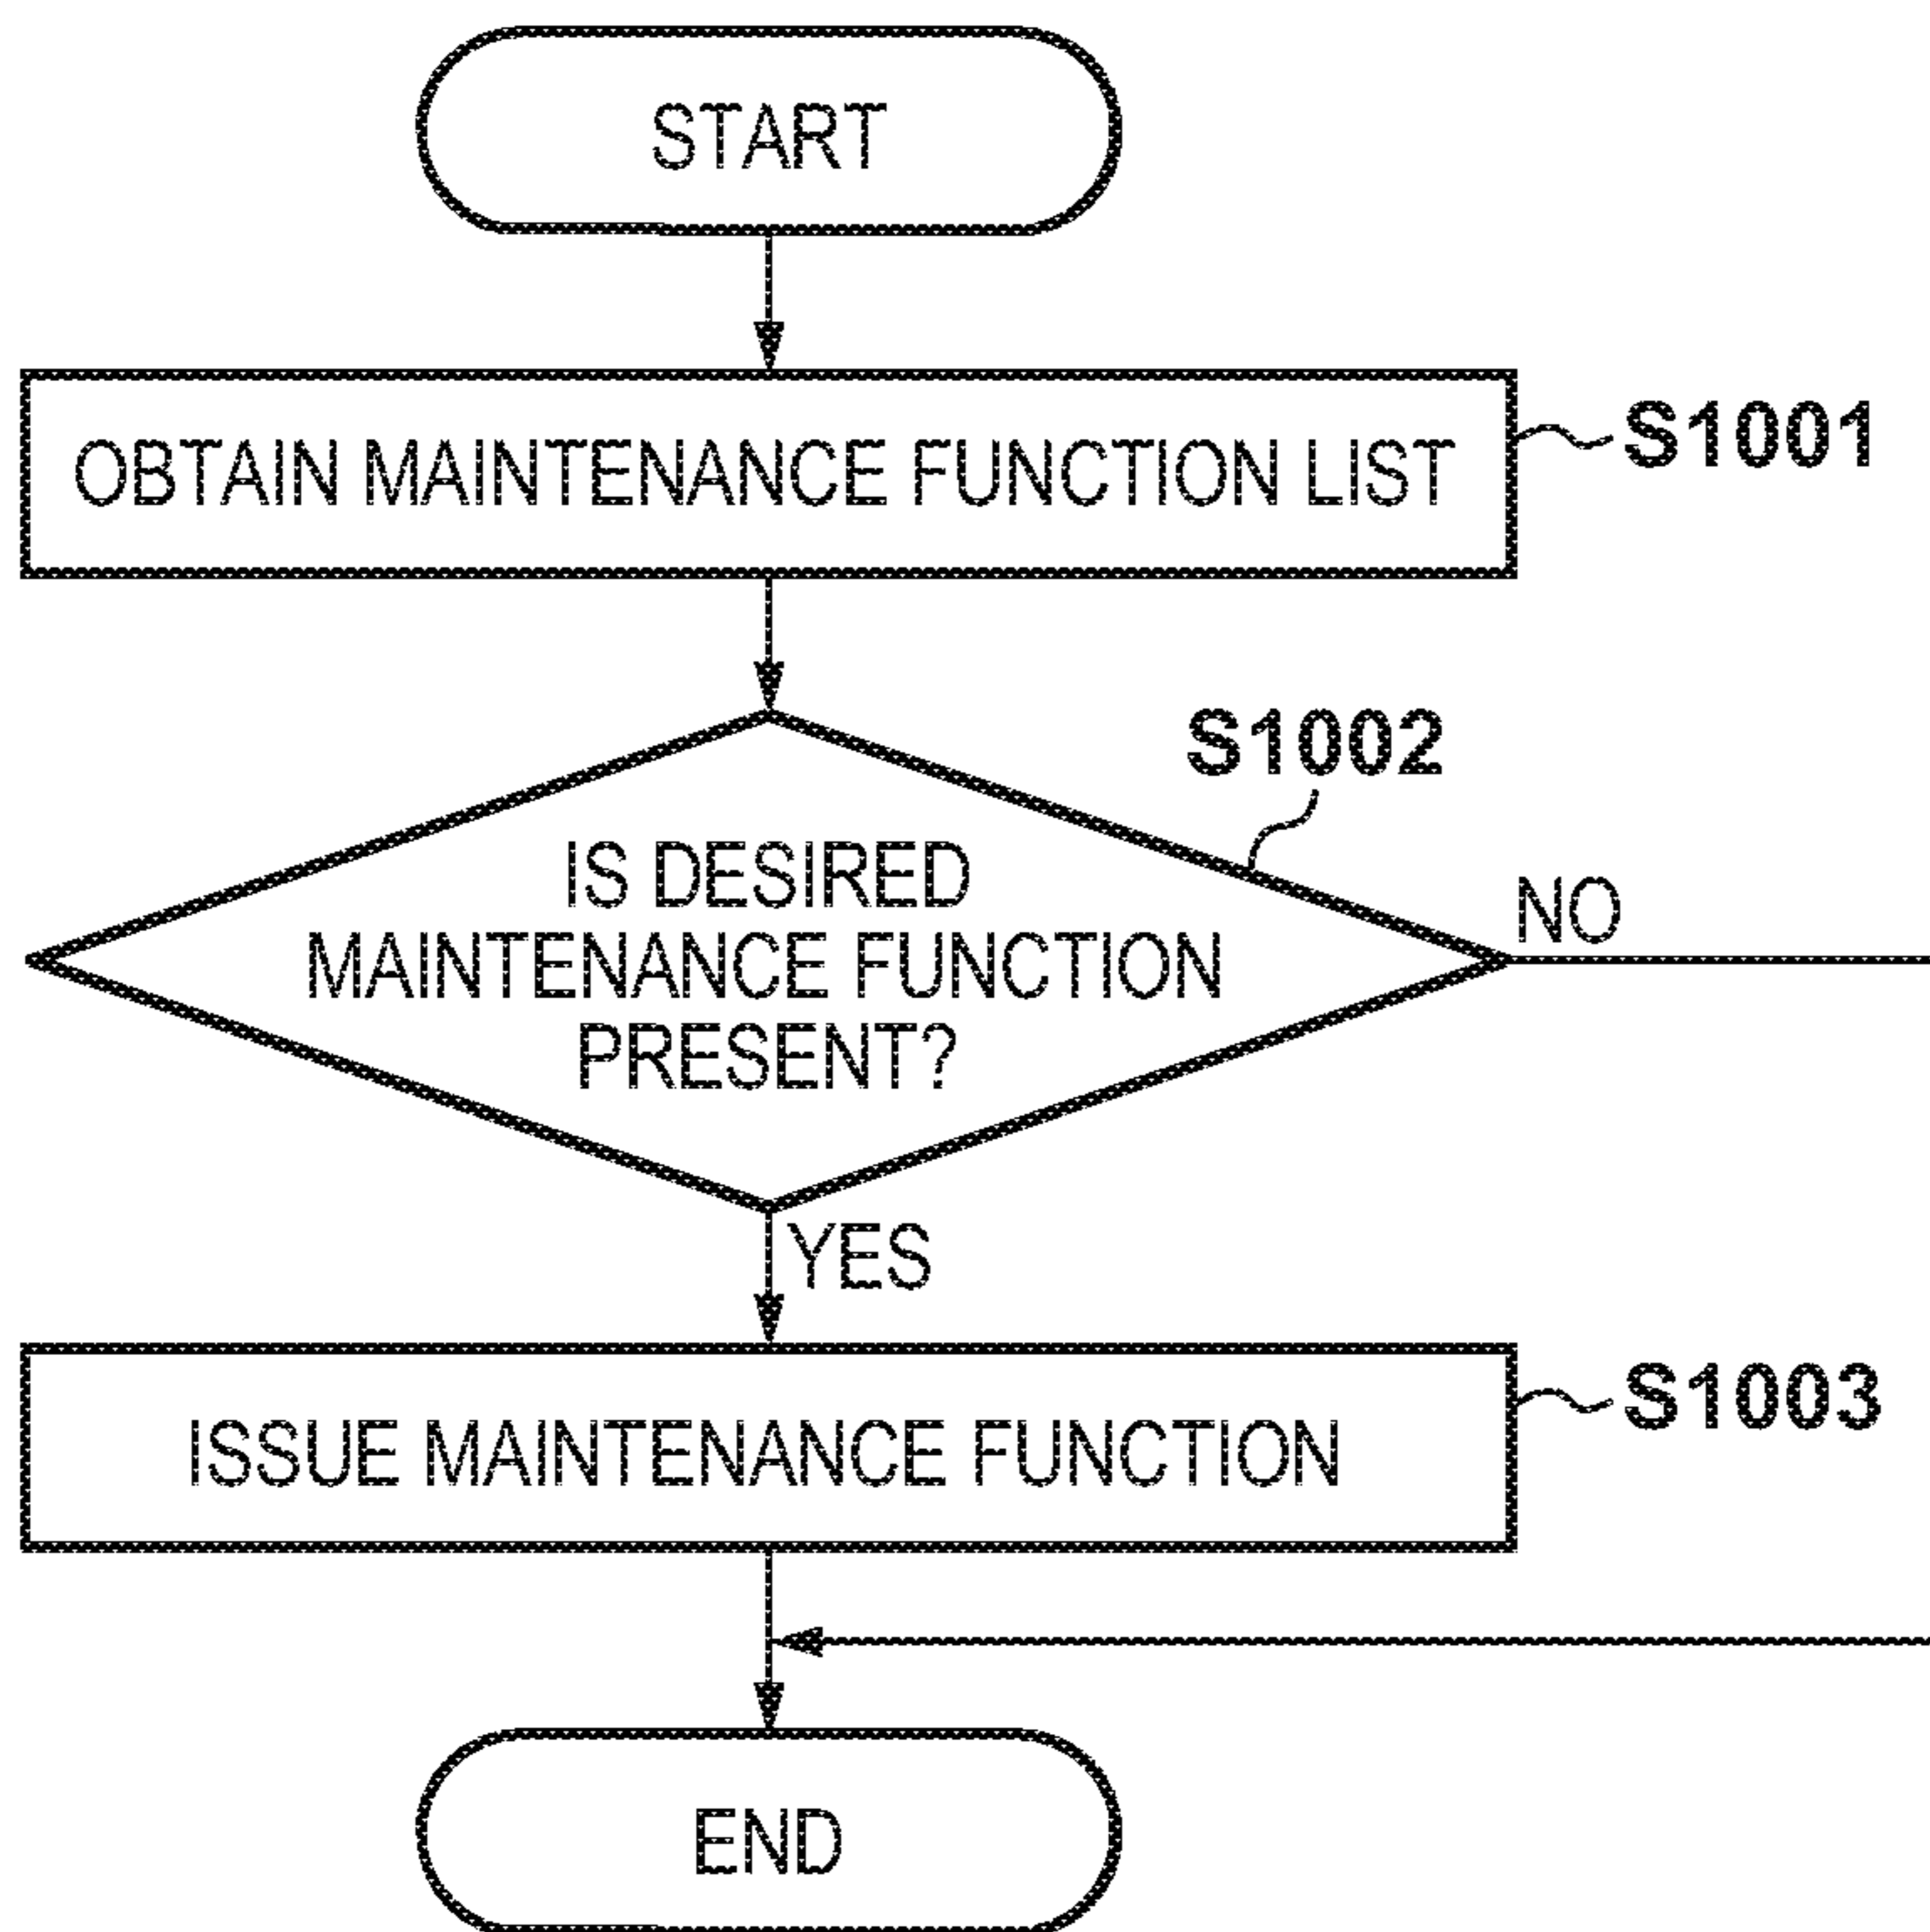 START
OBTAIN MAINTENANCE FUNCTION LIST
S1001
S1002
IS DESIRED
MAINTENANCE FUNCTION
PRESENT?
NO
YES
ISSUE MAINTENANCE FUNCTION
S1003
END